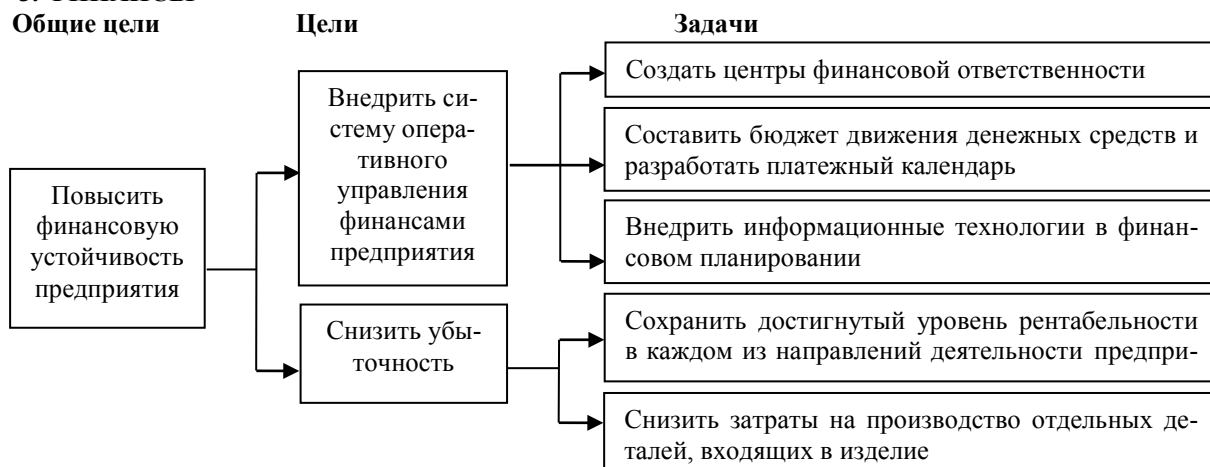 Общие цели
Цели
Задачи
Повысить
финансовую
устойчивость
предприятия
Внедрить си-
стему опера-
тивного
управления
финансами
предприятия
Снизить убы-
точность
Создать центры финансовой ответственности
Составить бюджет движения денежных средств и
разработать платежный календарь
Внедрить информационные технологии в финан-
совом планировании
Сохранить достигнутый уровень рентабельности
в каждом из направлений деятельности предпри-
Снизить затраты на производство отдельных де-
талей, входящих в изделие